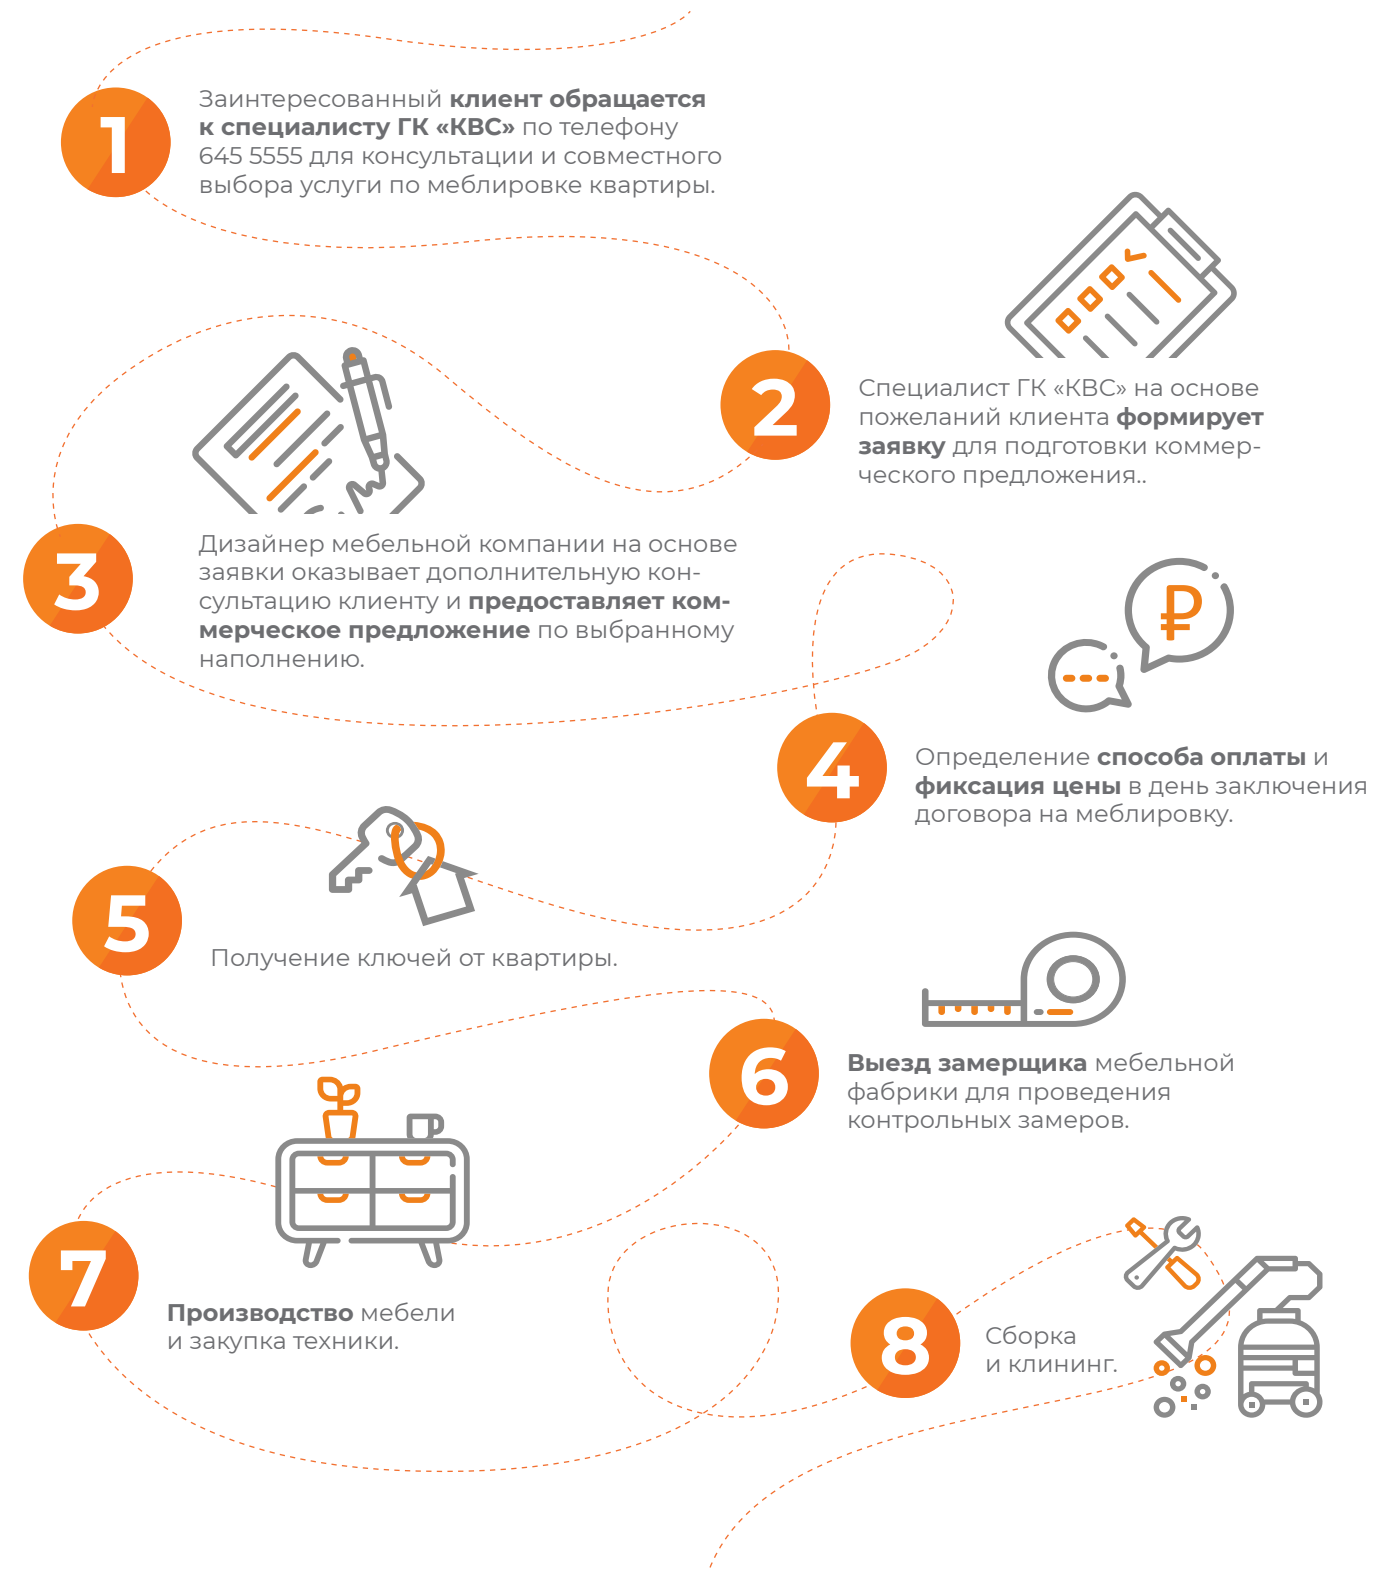 1
Заинтересованный клиент обращается
к специалисту ГК «КВС» по телефону
645 5555 для консультации и совместного
выбора услуги по меблировке квартиры.
2
Специалист ГК «КВС» на основе
пожеланий клиента формирует
заявку для подготовки коммер-
ческого предложения..
3
Дизайнер мебельной компании на основе
заявки оказывает дополнительную кон-
сультацию клиенту и предоставляет ком-
мерческое предложение по выбранному
наполнению.
₽
4
Определение способа оплаты и
фиксация цены в день заключения
договора на меблировку.
5
Получение ключей от квартиры.
6
Выезд замерщика мебельной
фабрики для проведения
контрольных замеров.
7
Производство мебели
и закупка техники.
8
Сборка
и клининг.